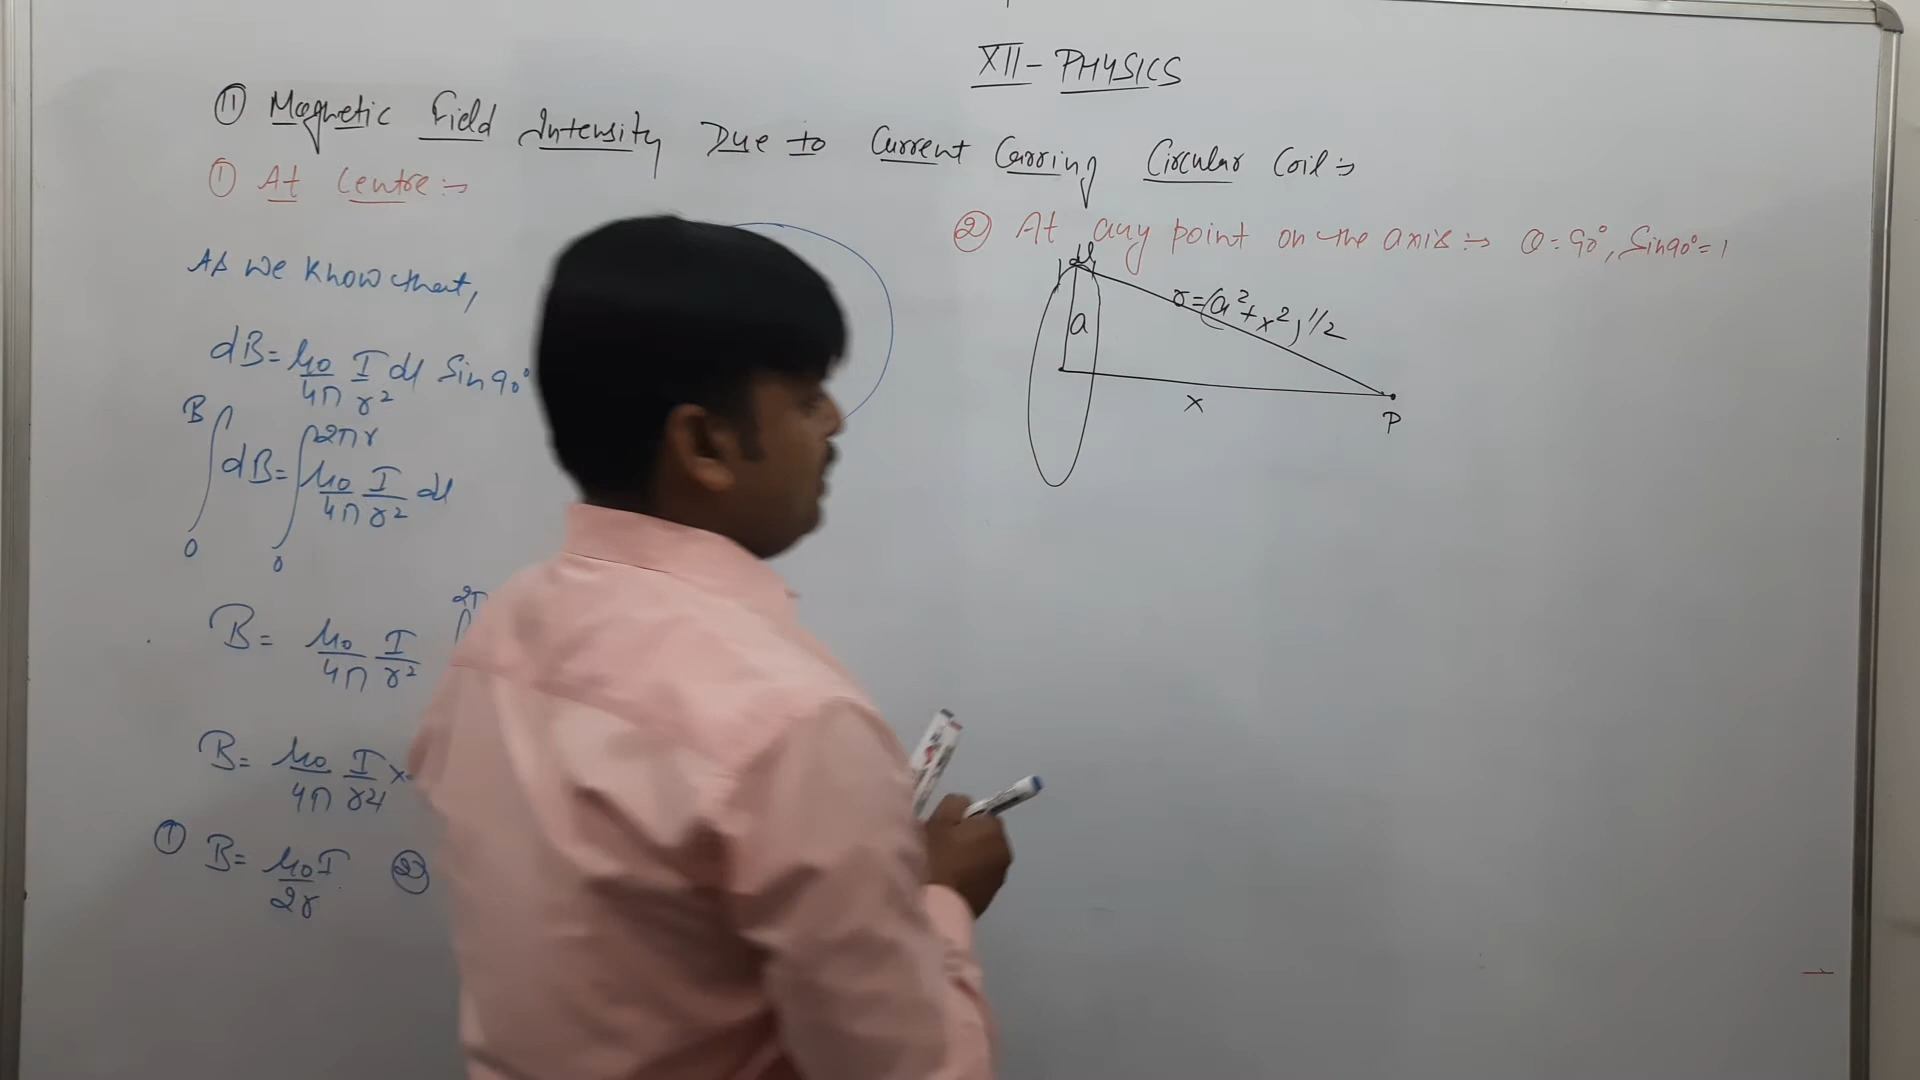 XII- PHYSICS
⑪ Magnetic Field Intensity Due to Current Carring Circular Coil :→
① At Centre :→
As we know that,
dB = μ0/4π I/r² dl Sin90°
B∫0 dB = 2πr∫0 μ0/4π I/r² dl
B = μ0/4π I/r²
B = μ0/4π I/r² ×
① B = μ0I/2r ②
② At any point on the axis :→ θ = 90°, Sin90° = 1
dl
r = (a² + x²)^1/2
a
x
P